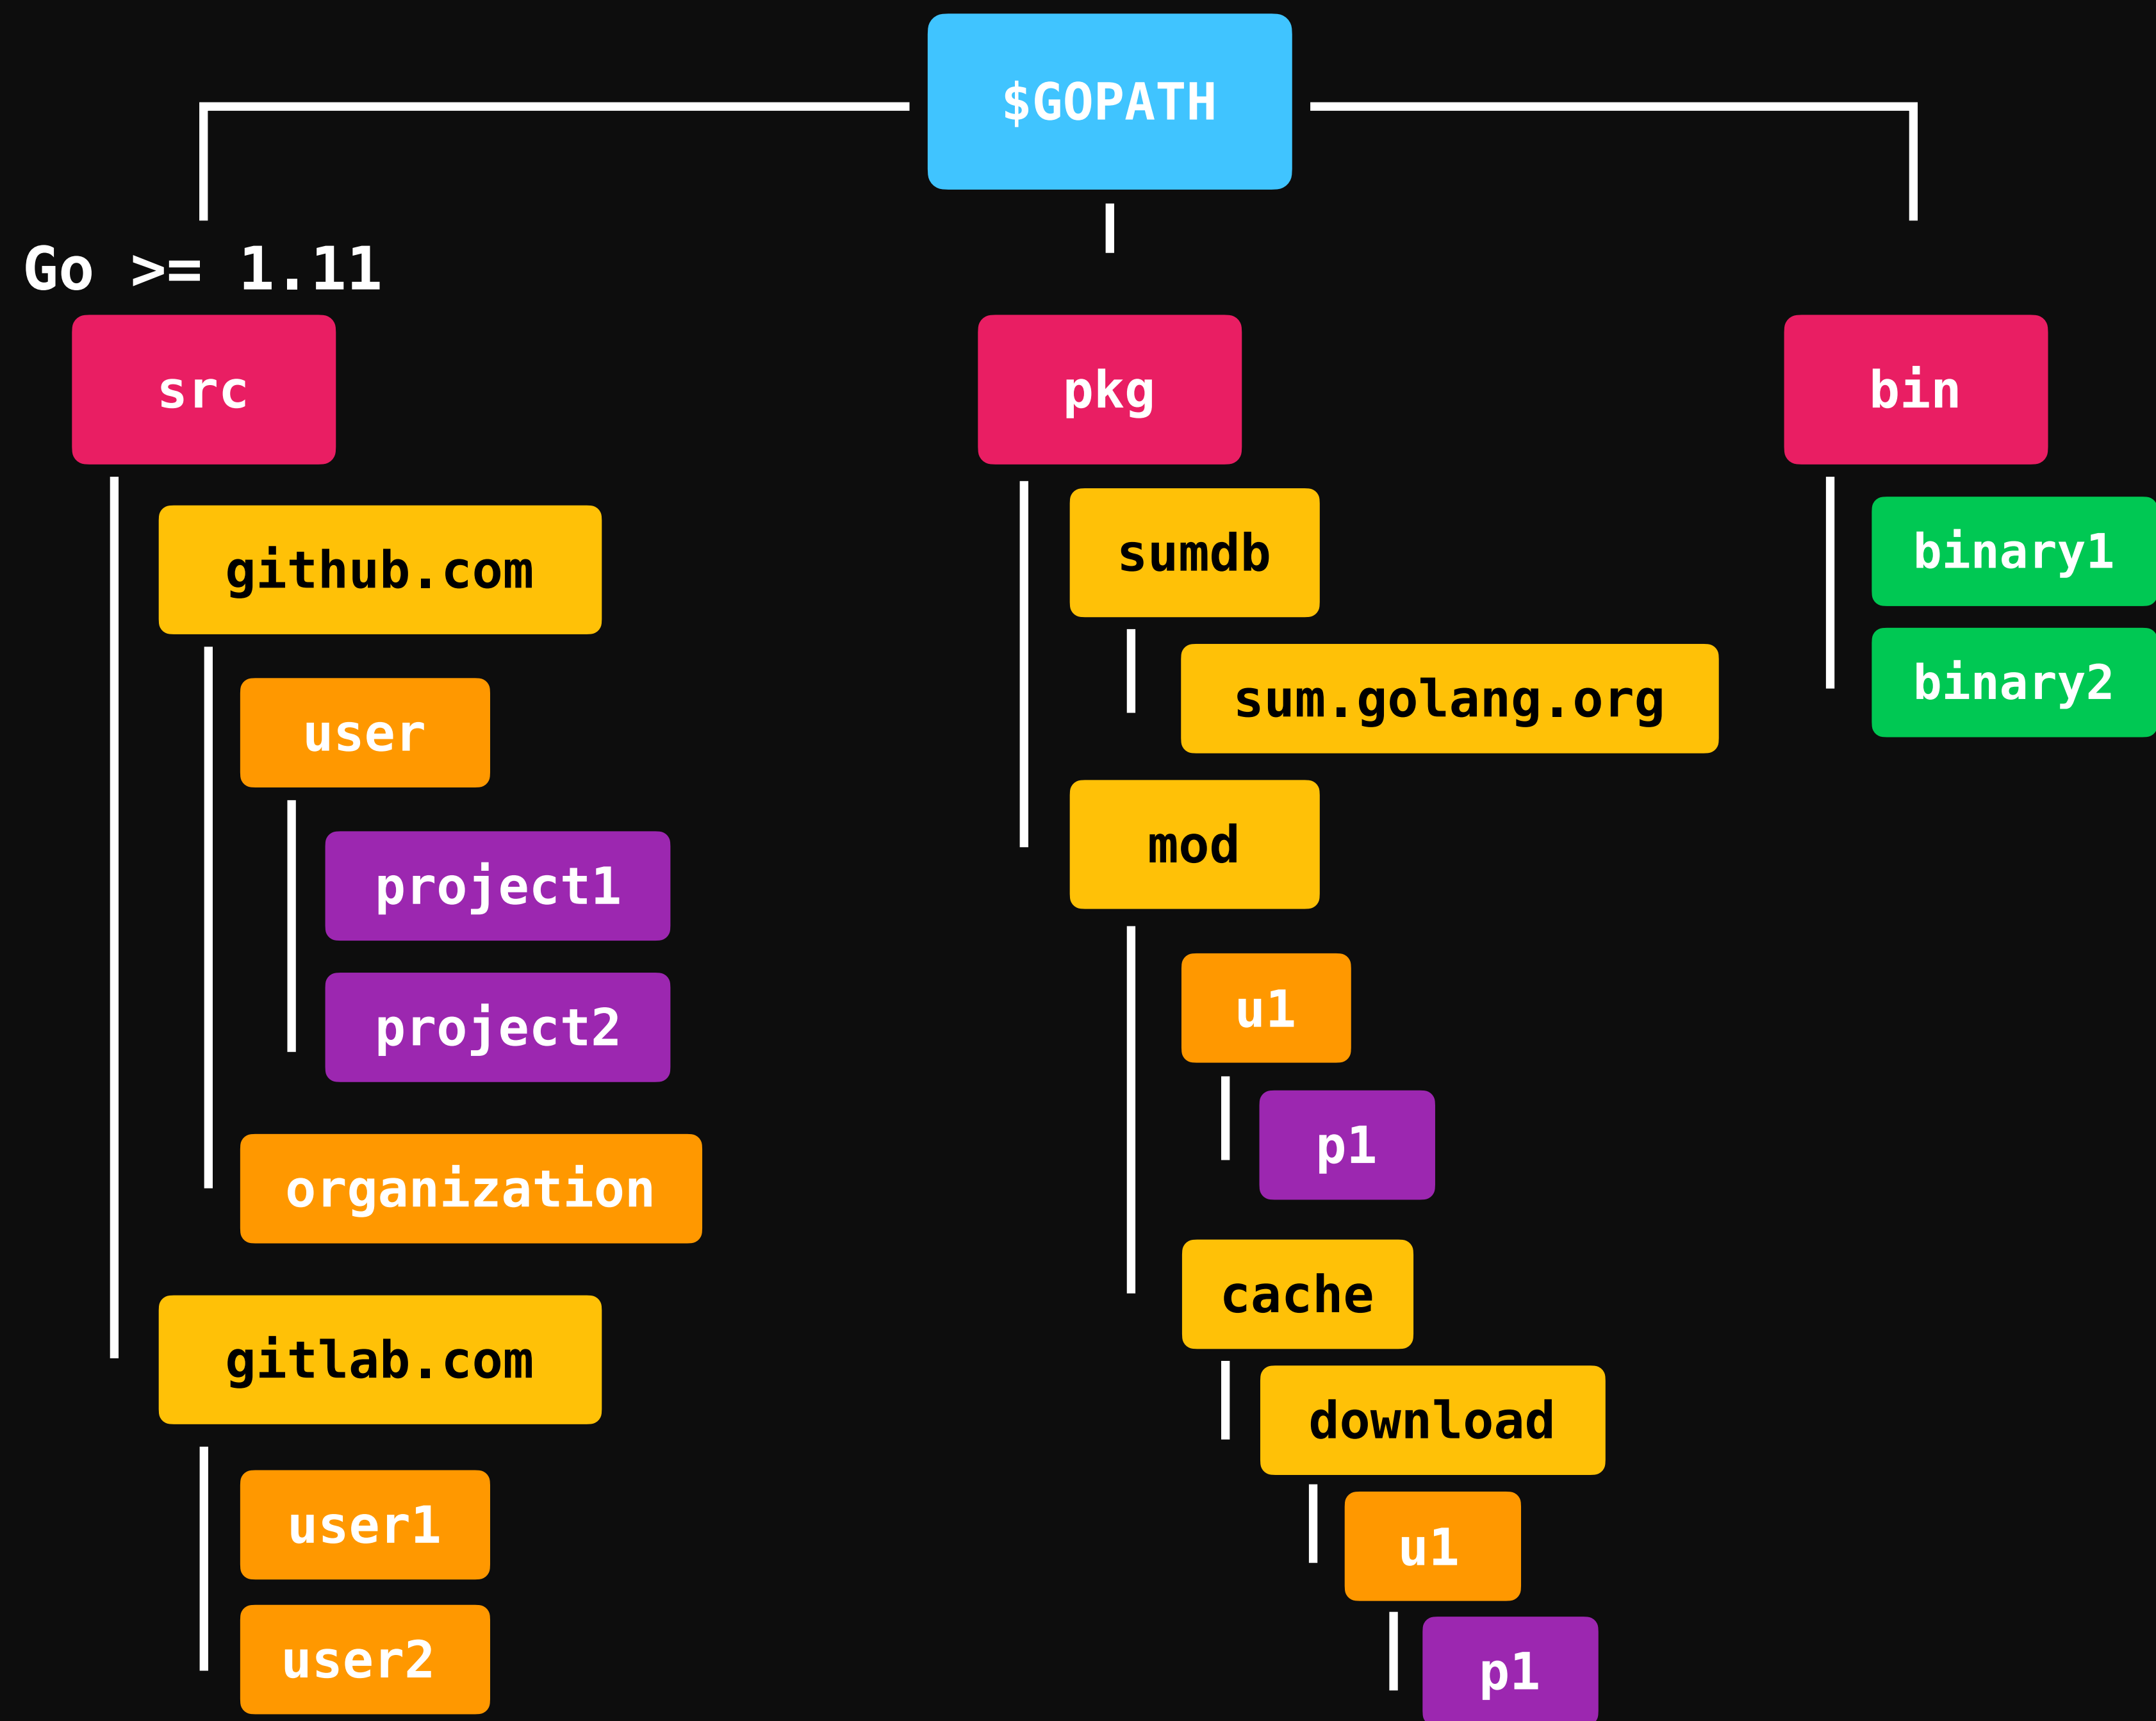 $GOPATH
Go >= 1.11
src
github.com
user
project1
project2
organization
gitlab.com
user1
user2
pkg
sumdb
sum.golang.org
mod
u1
p1
cache
download
u1
p1
bin
binary1
binary2